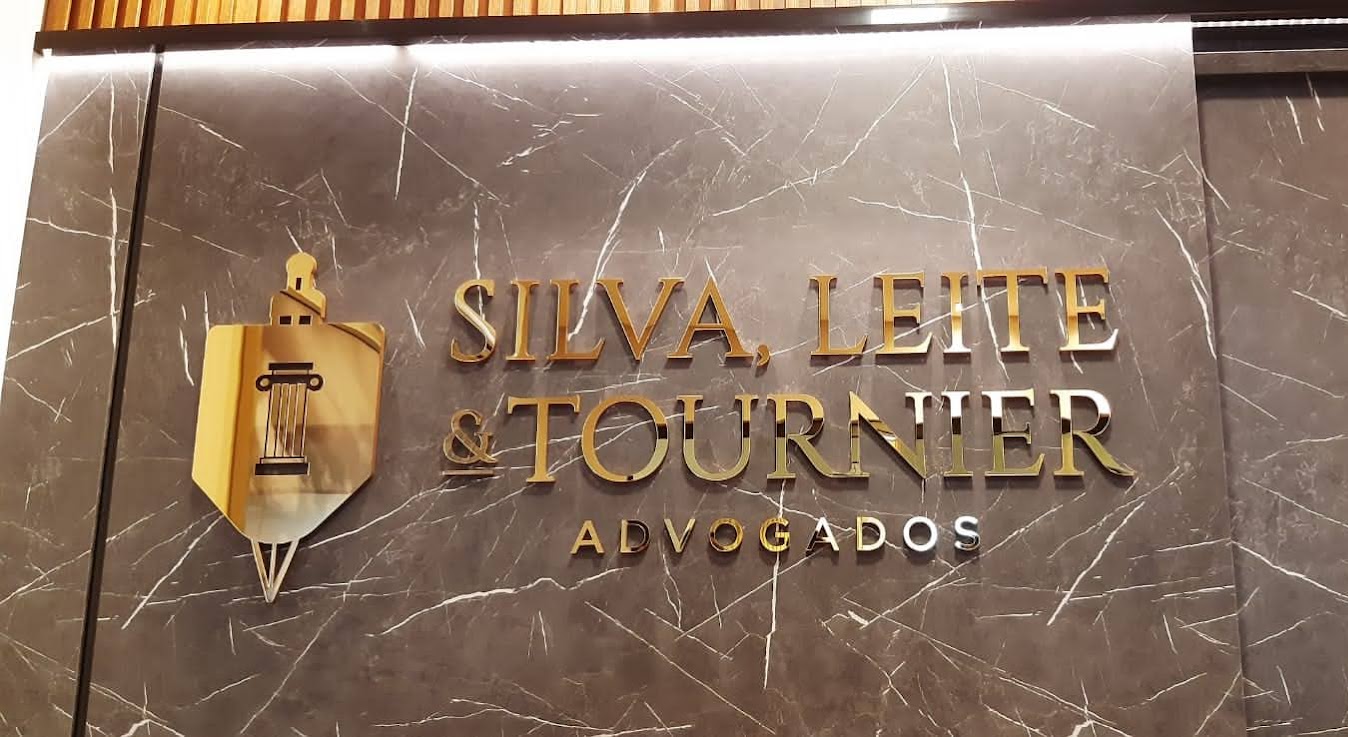 SILVA, LEITE
& TOURNIER
ADVOGADOS